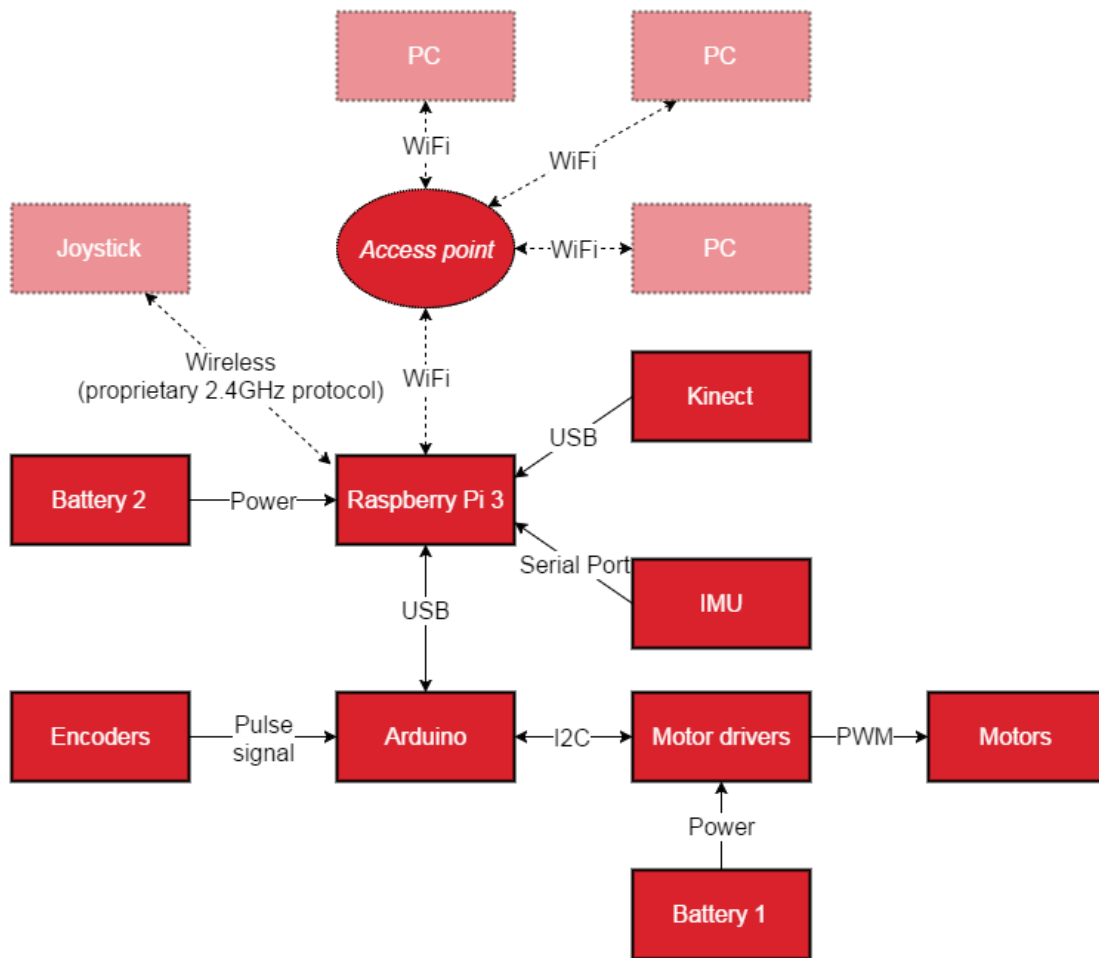 PC
PC
WiFi
WiFi
Joystick
Access point
WiFi
PC
Wireless
(proprietary 2.4GHz protocol)
WiFi
Kinect
USB
Battery 2
Power
Raspberry Pi 3
Serial Port
IMU
USB
Encoders
Pulse
signal
Arduino
I2C
Motor drivers
PWM
Motors
Power
Battery 1